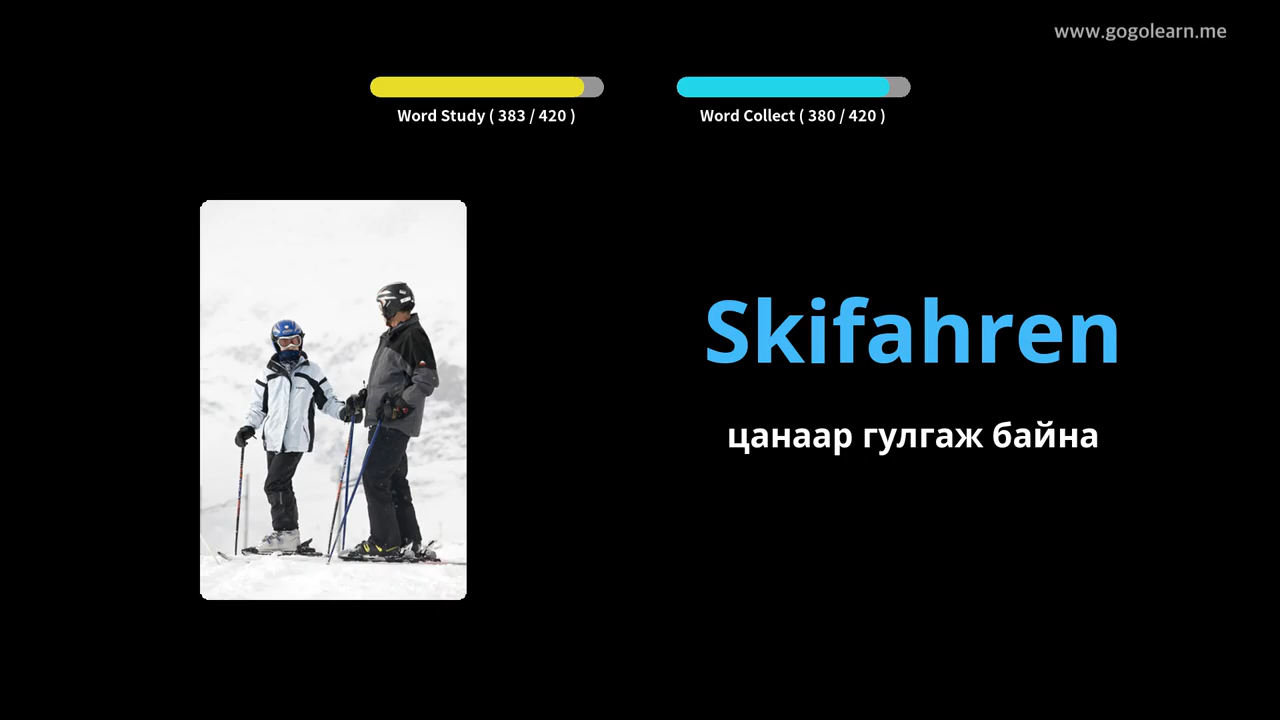 www.gogolearn.me
Word Study ( 383 / 420 )
Word Collect ( 380 / 420 )
Skifahren
цанаар гулгаж байна